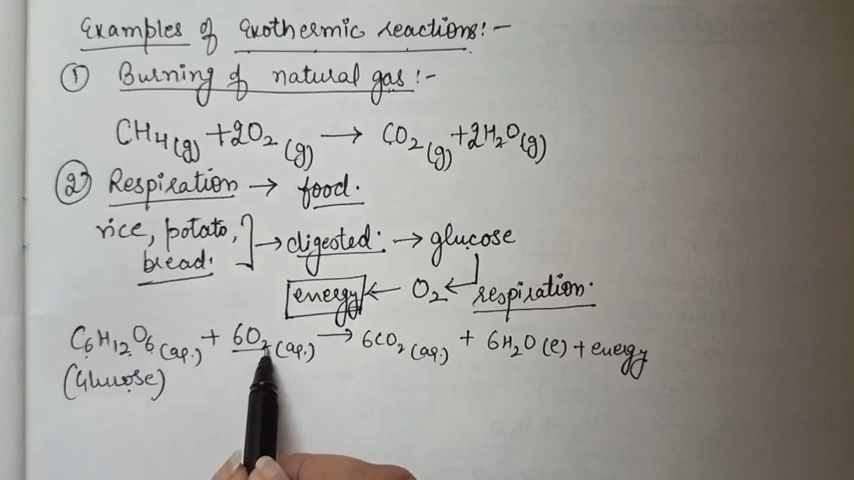 Examples of Exothermic reactions:-
① Burning of natural gas:-
CH4(g) + 2O2(g) → CO2(g) + 2H2O(g)
② Respiration → food.
rice, potato, bread. ] → digested: → glucose
energy ← O2 ← respiration.
C6H12O6(aq.) + 6O2(aq.) → 6CO2(aq.) + 6H2O(l) + energy
(Glucose)